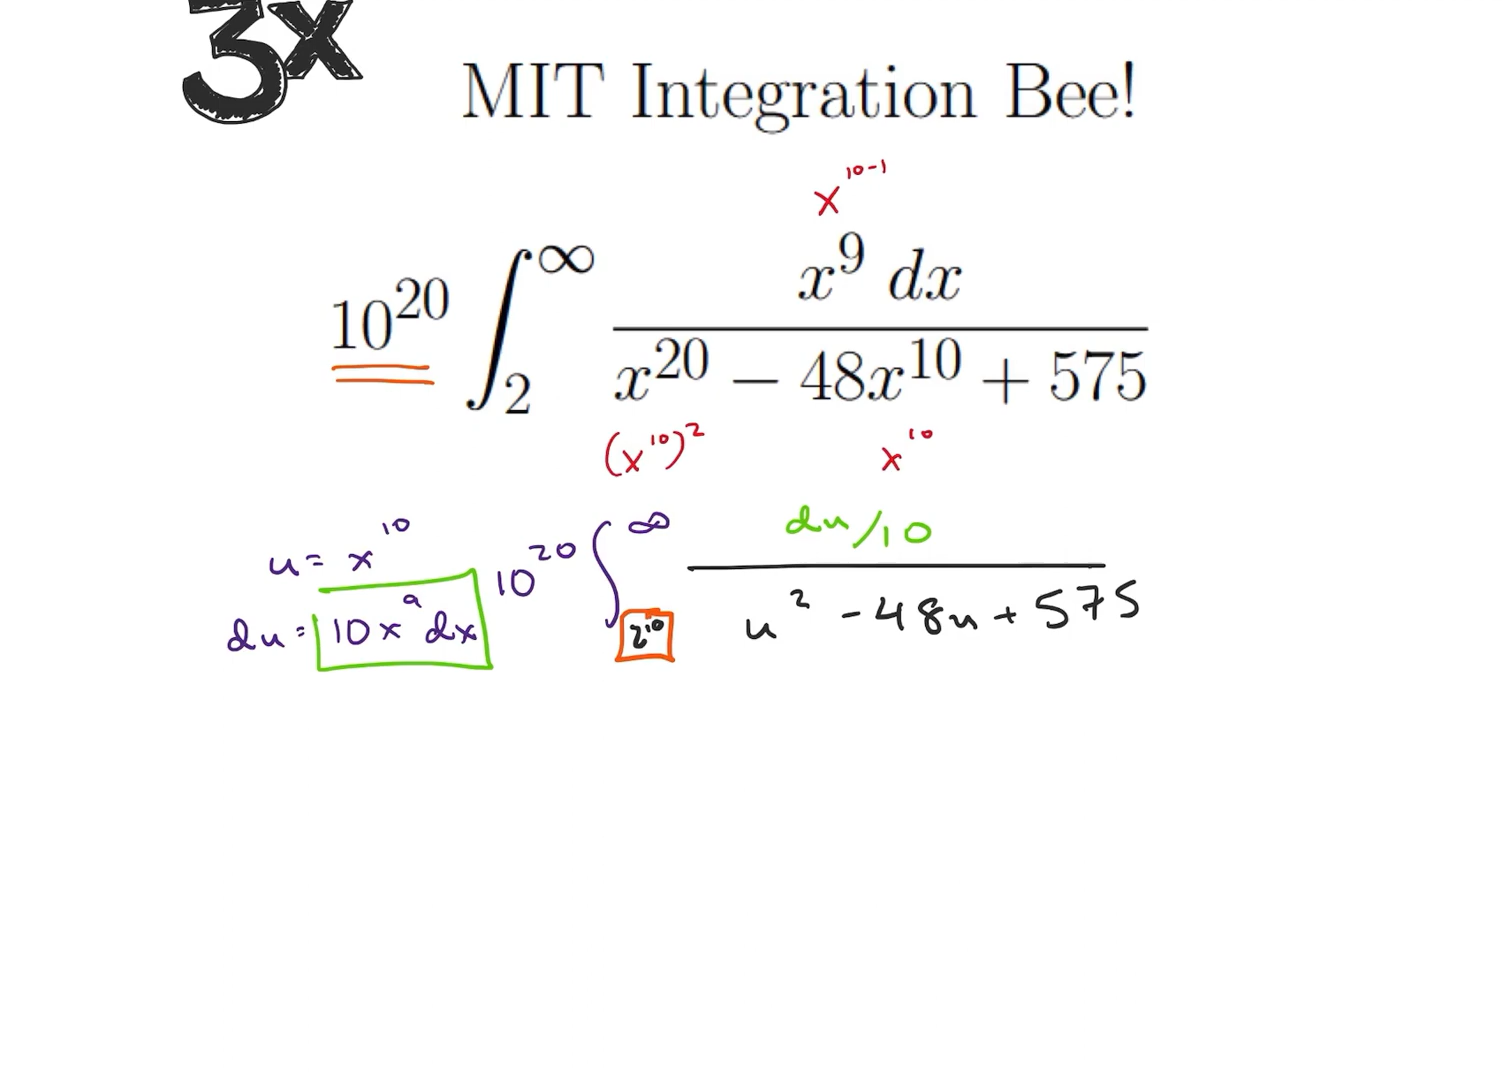 3x
MIT Integration Bee!
x^{10-1}
10^{20} ∫_2^∞ x^9 dx / (x^{20} − 48x^{10} + 575)
(x^{10})^2 x^{10}
u = x^{10}
du = 10x^9 dx
10^{20} ∫_{2^{10}}^∞ (du/10) / (u^2 - 48u + 575)